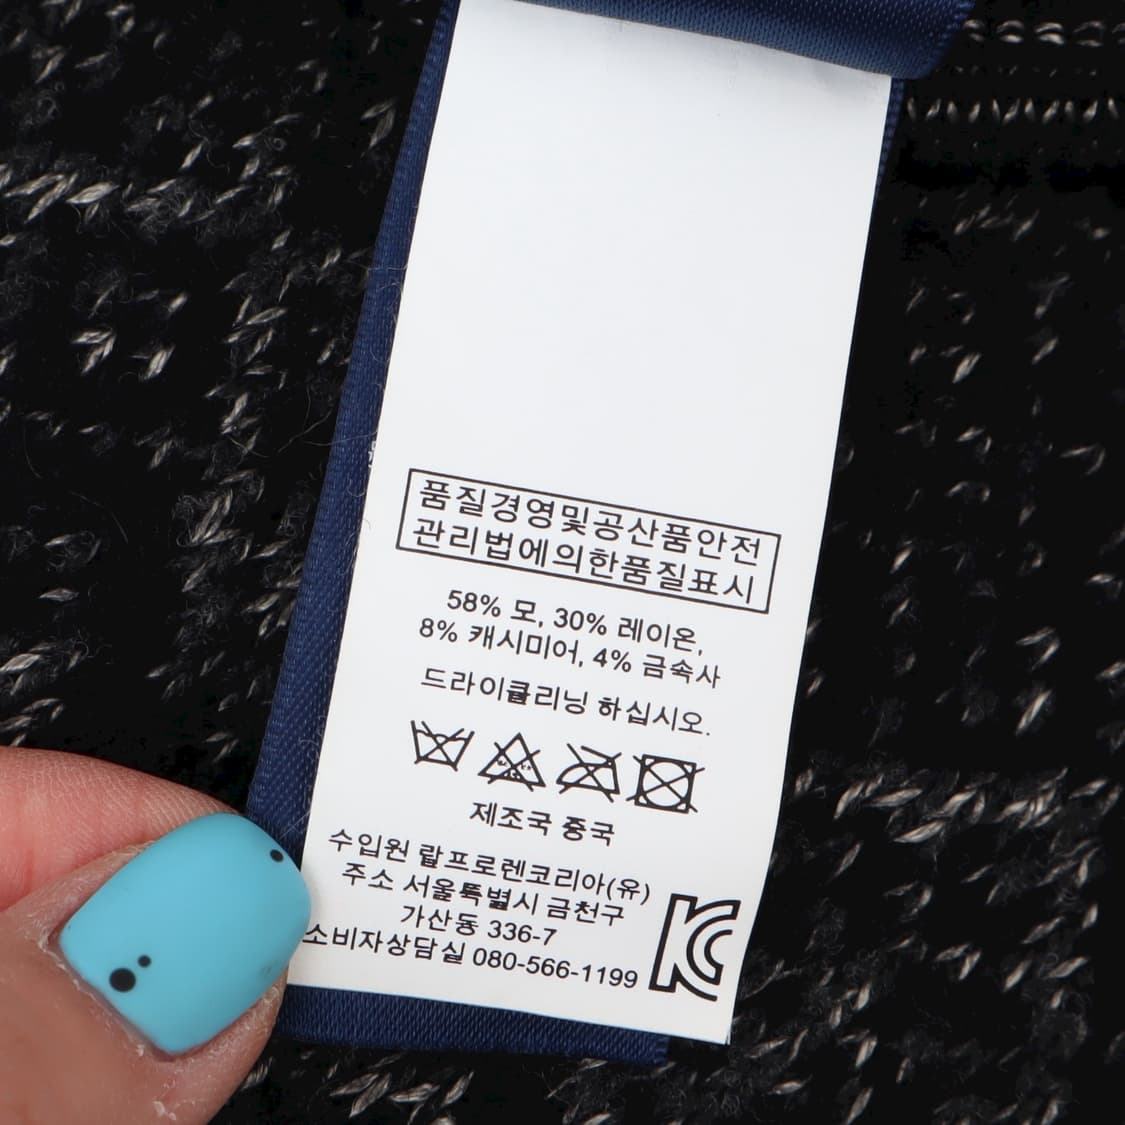 품질경영및공산품안전
관리법에의한품질표시
58% 모, 30% 레이온,
8% 캐시미어, 4% 금속사
드라이클리닝 하십시오.
제조국 중국
수입원 랄프로렌코리아(유)
주소 서울특별시 금천구
가산동 336-7
소비자상담실 080-566-1199
KC